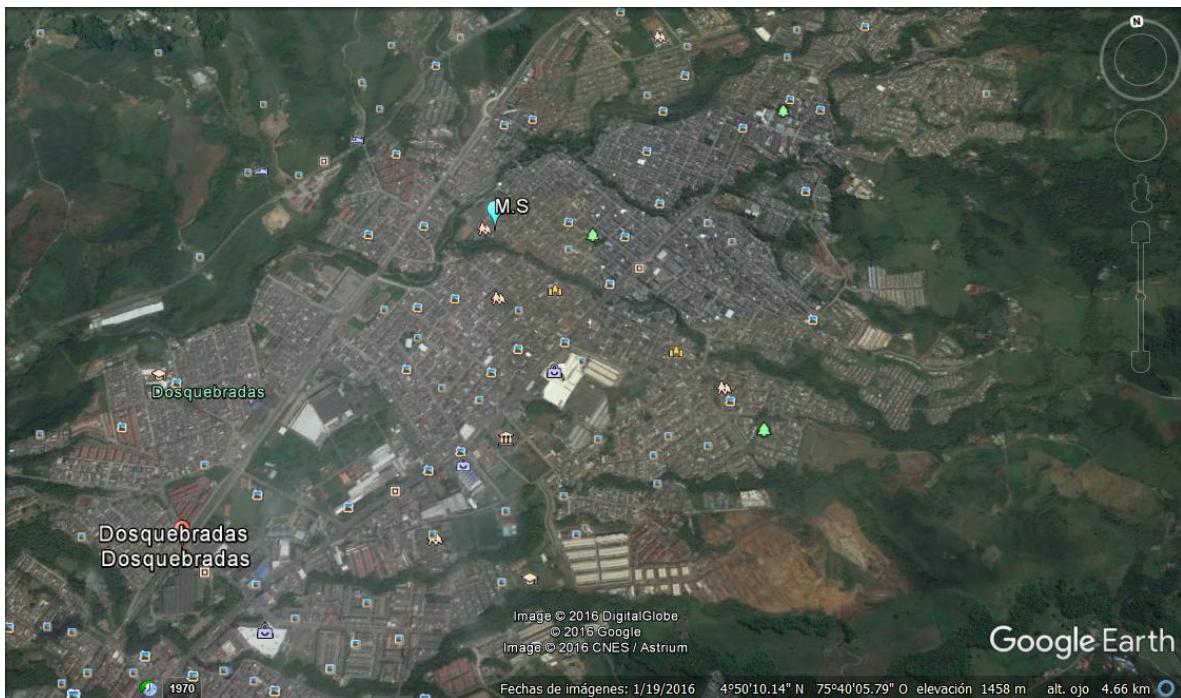 N
M.S
Dosquebradas
Dosquebradas
Dosquebradas
Image © 2016 DigitalGlobe
© 2016 Google
Image © 2016 CNES / Astrium
Google Earth
1970
Fechas de imágenes: 1/19/2016 4°50'10.14" N 75°40'05.79" O elevación 1458 m alt. ojo 4.66 km